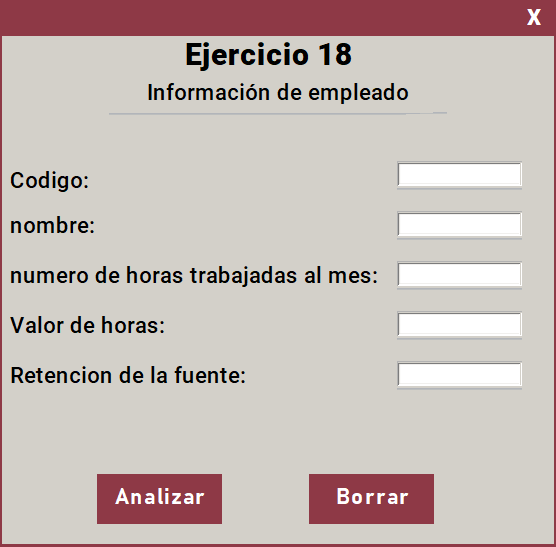 X
Ejercicio 18
Información de empleado
Codigo:
nombre:
numero de horas trabajadas al mes:
Valor de horas:
Retencion de la fuente:
Analizar Borrar